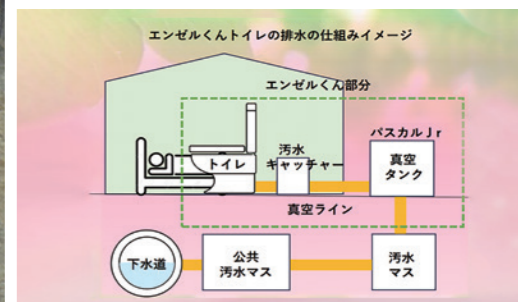 エンゼルくんトイレの排水の仕組みイメージ
エンゼルくん部分
トイレ
汚水
キャッチャー
パスカルJr
真空
タンク
真空ライン
下水道
公共
汚水マス
汚水
マス